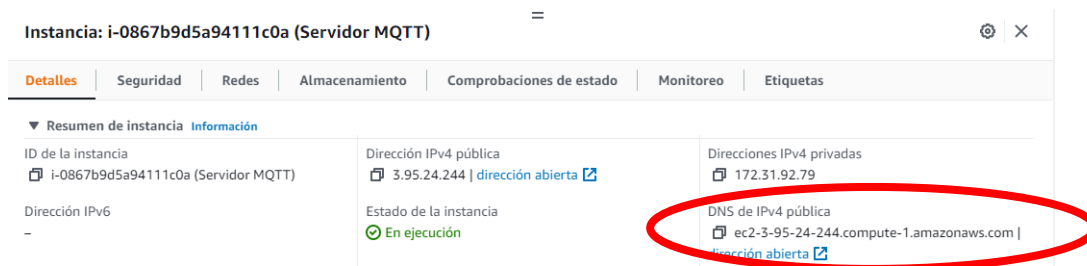 Instancia: i-0867b9d5a94111c0a (Servidor MQTT)
Detalles Seguridad Redes Almacenamiento Comprobaciones de estado Monitoreo Etiquetas
▼ Resumen de instancia Información
ID de la instancia
i-0867b9d5a94111c0a (Servidor MQTT)
Dirección IPv4 pública
3.95.24.244 | dirección abierta
Direcciones IPv4 privadas
172.31.92.79
Dirección IPv6
–
Estado de la instancia
En ejecución
DNS de IPv4 pública
ec2-3-95-24-244.compute-1.amazonaws.com |
dirección abierta